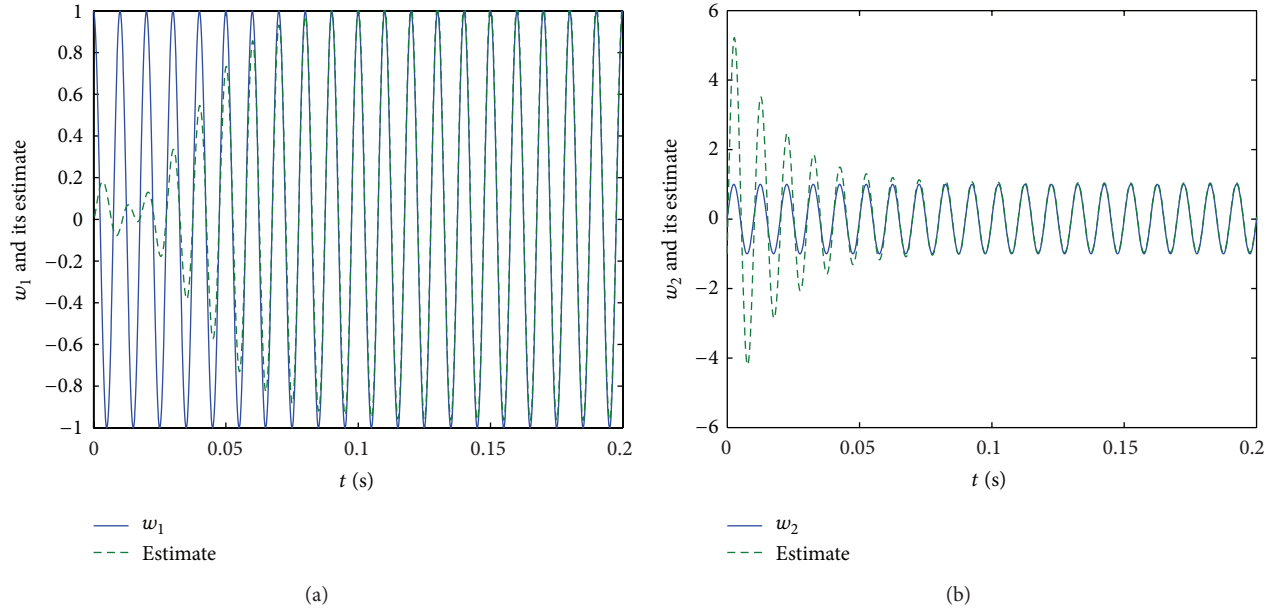 1
0.8
0.6
0.4
0.2
0
−0.2
−0.4
−0.6
−0.8
−1
w1 and its estimate
0 0.05 0.1 0.15 0.2
t (s)
w1
Estimate
(a)
6
4
2
0
−2
−4
−6
w2 and its estimate
0 0.05 0.1 0.15 0.2
t (s)
w2
Estimate
(b)